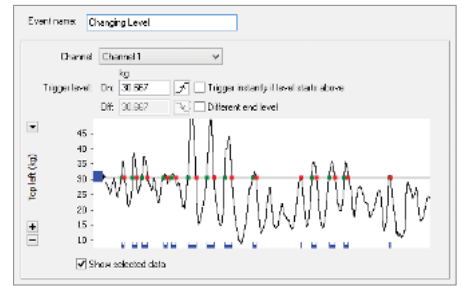 Event name: Changing Level
Channel Channel 1
kg
Trigger level: On: 30.667 Trigger instantly if level starts above
Off: 30.667 Different end level
Top left (kg)
45
40
35
30
25
20
15
10
Show selected data